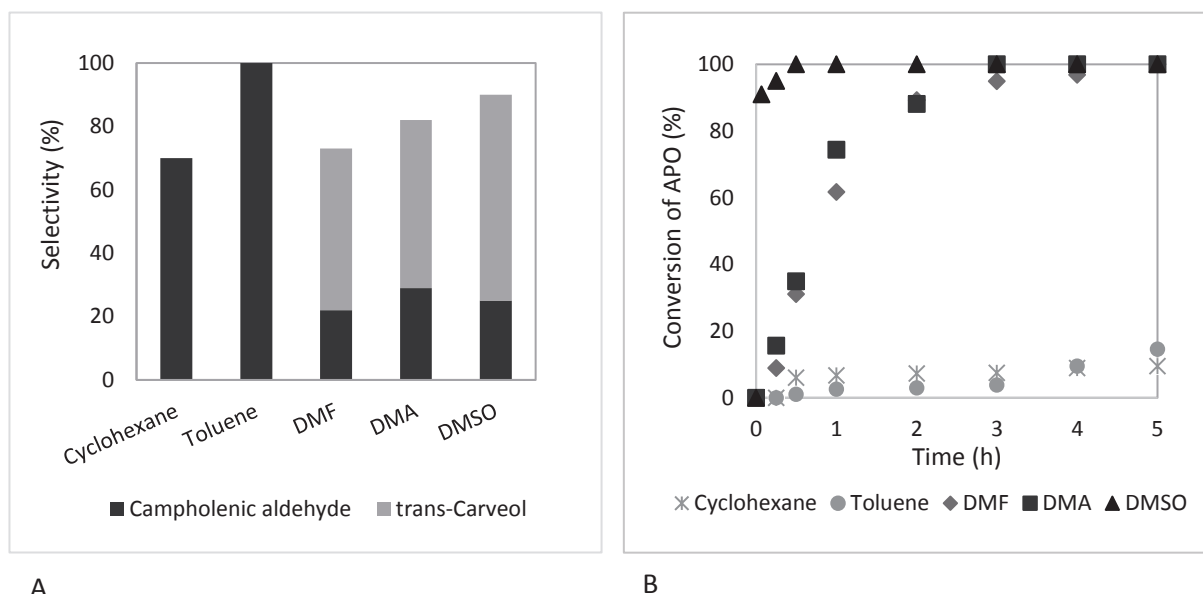 100
80
60
40
20
0
Selectivity (%)
Cyclohexane
Toluene
DMF
DMA
DMSO
Campholenic aldehyde trans-Carveol
A
100
80
60
40
20
0
Conversion of APO (%)
0 1 2 3 4 5
Time (h)
Cyclohexane Toluene DMF DMA DMSO
B